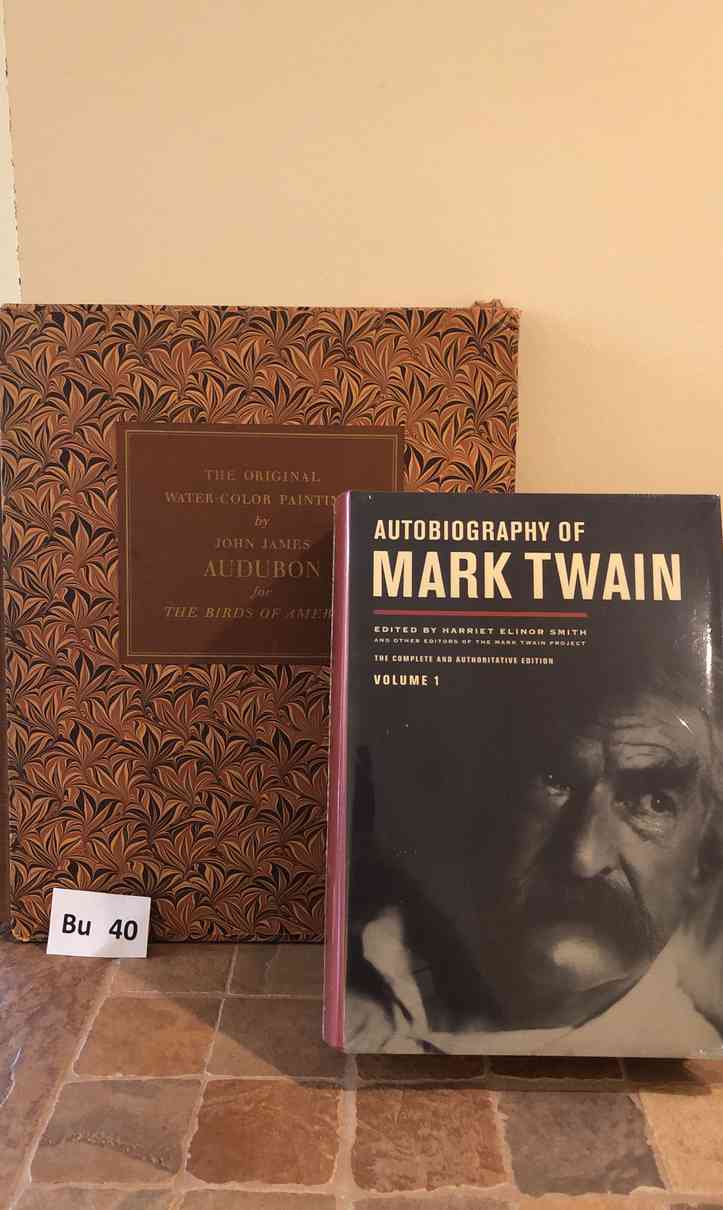 THE ORIGINAL
WATER-COLOR
by
JOHN JAMES
AUDUBON
for
THE BIRDS OF
AUTOBIOGRAPHY OF
MARK TWAIN
EDITED BY HARRIET ELINOR SMITH
AND OTHER EDITORS OF THE MARK TWAIN PROJECT
THE COMPLETE AND AUTHORITATIVE EDITION
VOLUME 1
Bu 40